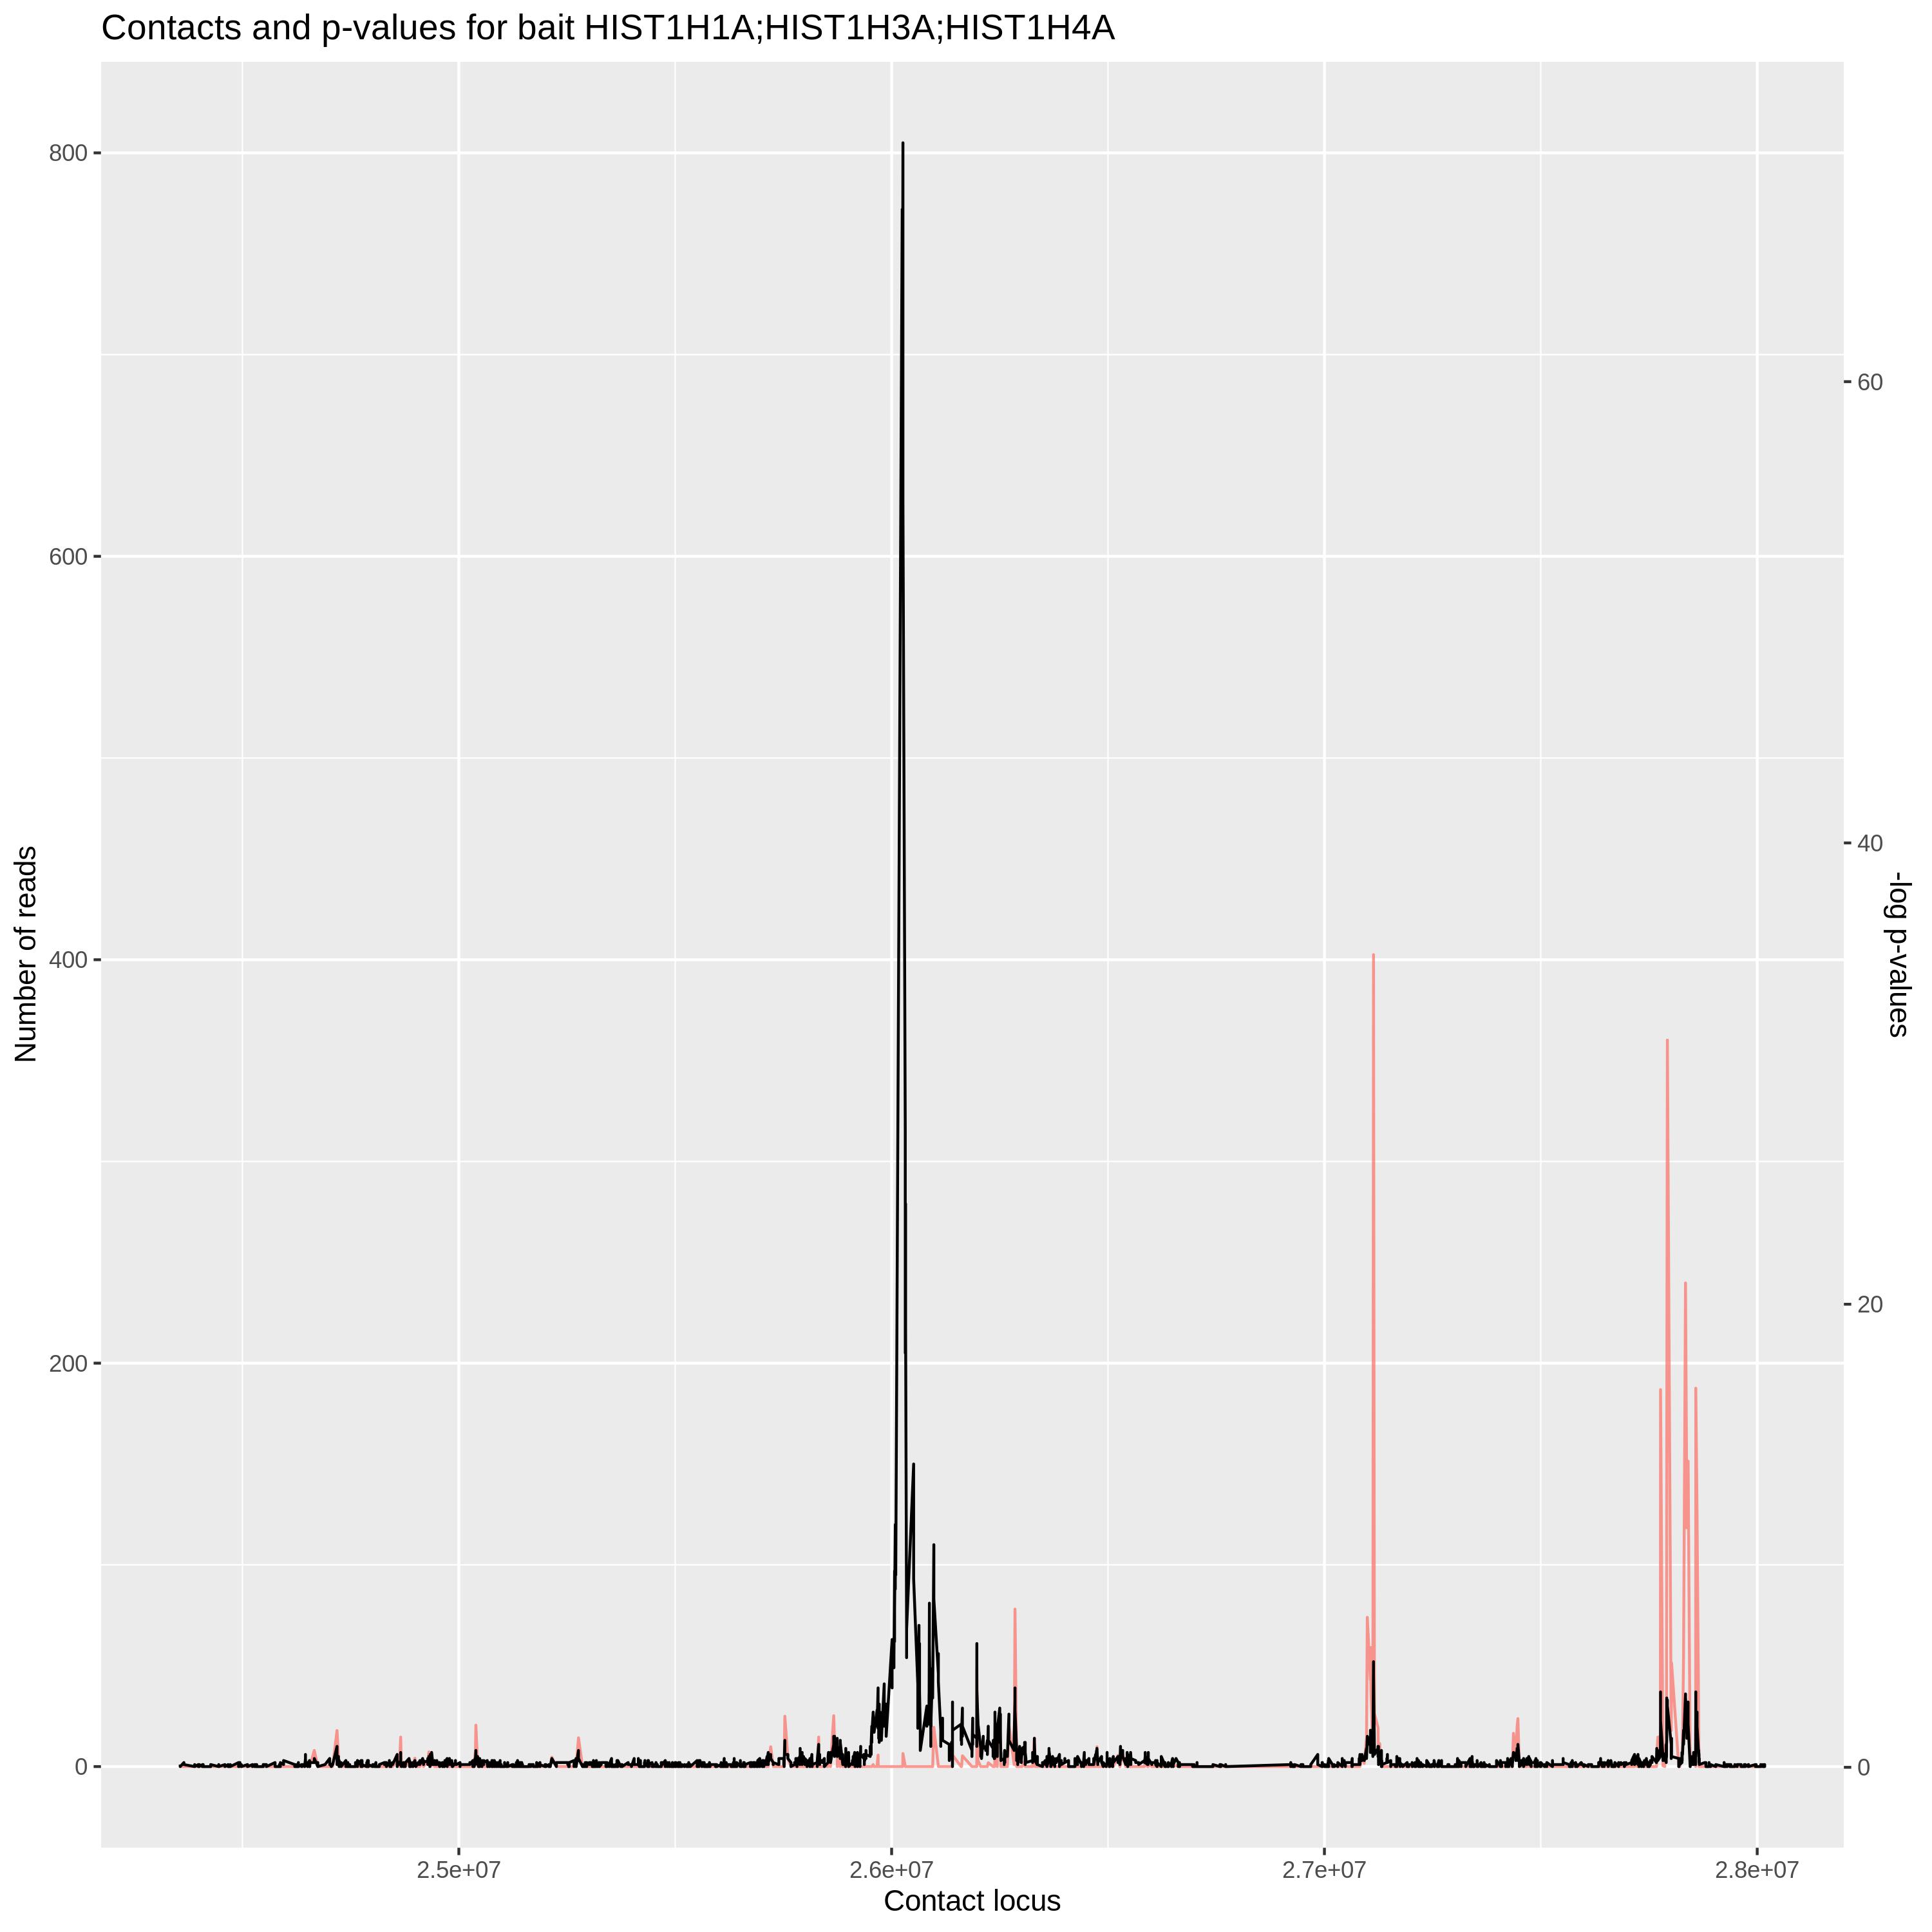 Contacts and p-values for bait HIST1H1A;HIST1H3A;HIST1H4A
800
600
400
200
0
Number of reads
60
40
20
0
-log p-values
2.5e+07
2.6e+07
2.7e+07
2.8e+07
Contact locus